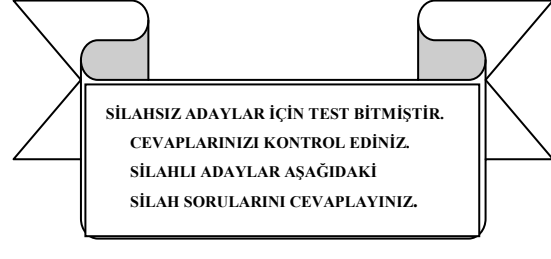 SİLAHSIZ ADAYLAR İÇİN TEST BİTMİŞTİR.
CEVAPLARINIZI KONTROL EDİNİZ.
SİLAHLI ADAYLAR AŞAĞIDAKİ
SİLAH SORULARINI CEVAPLAYINIZ.